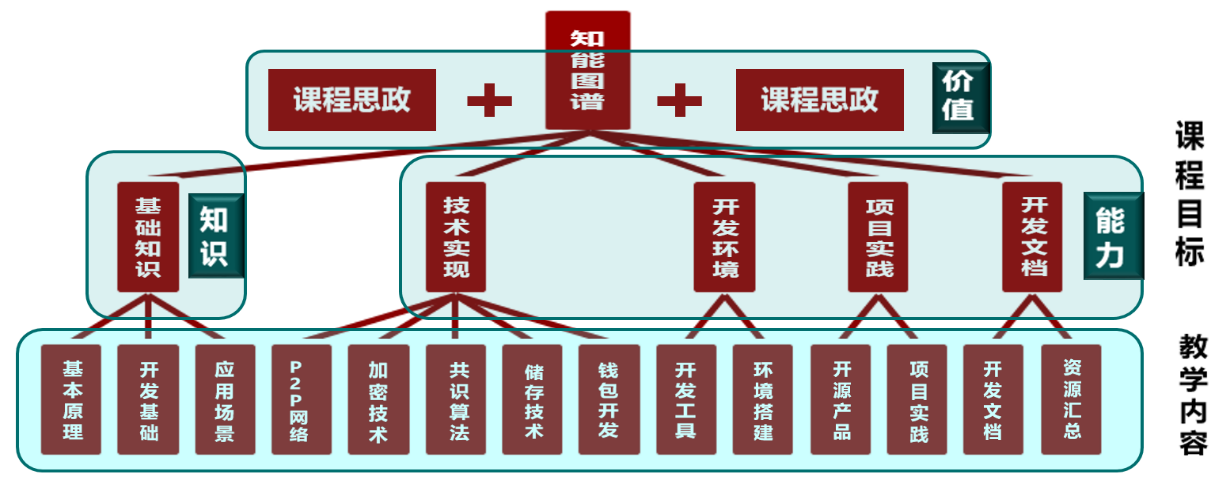 知能图谱
课程思政
+
+
课程思政
价值
基础知识
知识
技术实现
开发环境
项目实践
开发文档
能力
课程目标
基本原理
开发基础
应用场景
P2P网络
加密技术
共识算法
储存技术
钱包开发
开发工具
环境搭建
开源产品
项目实践
开发文档
资源汇总
教学内容